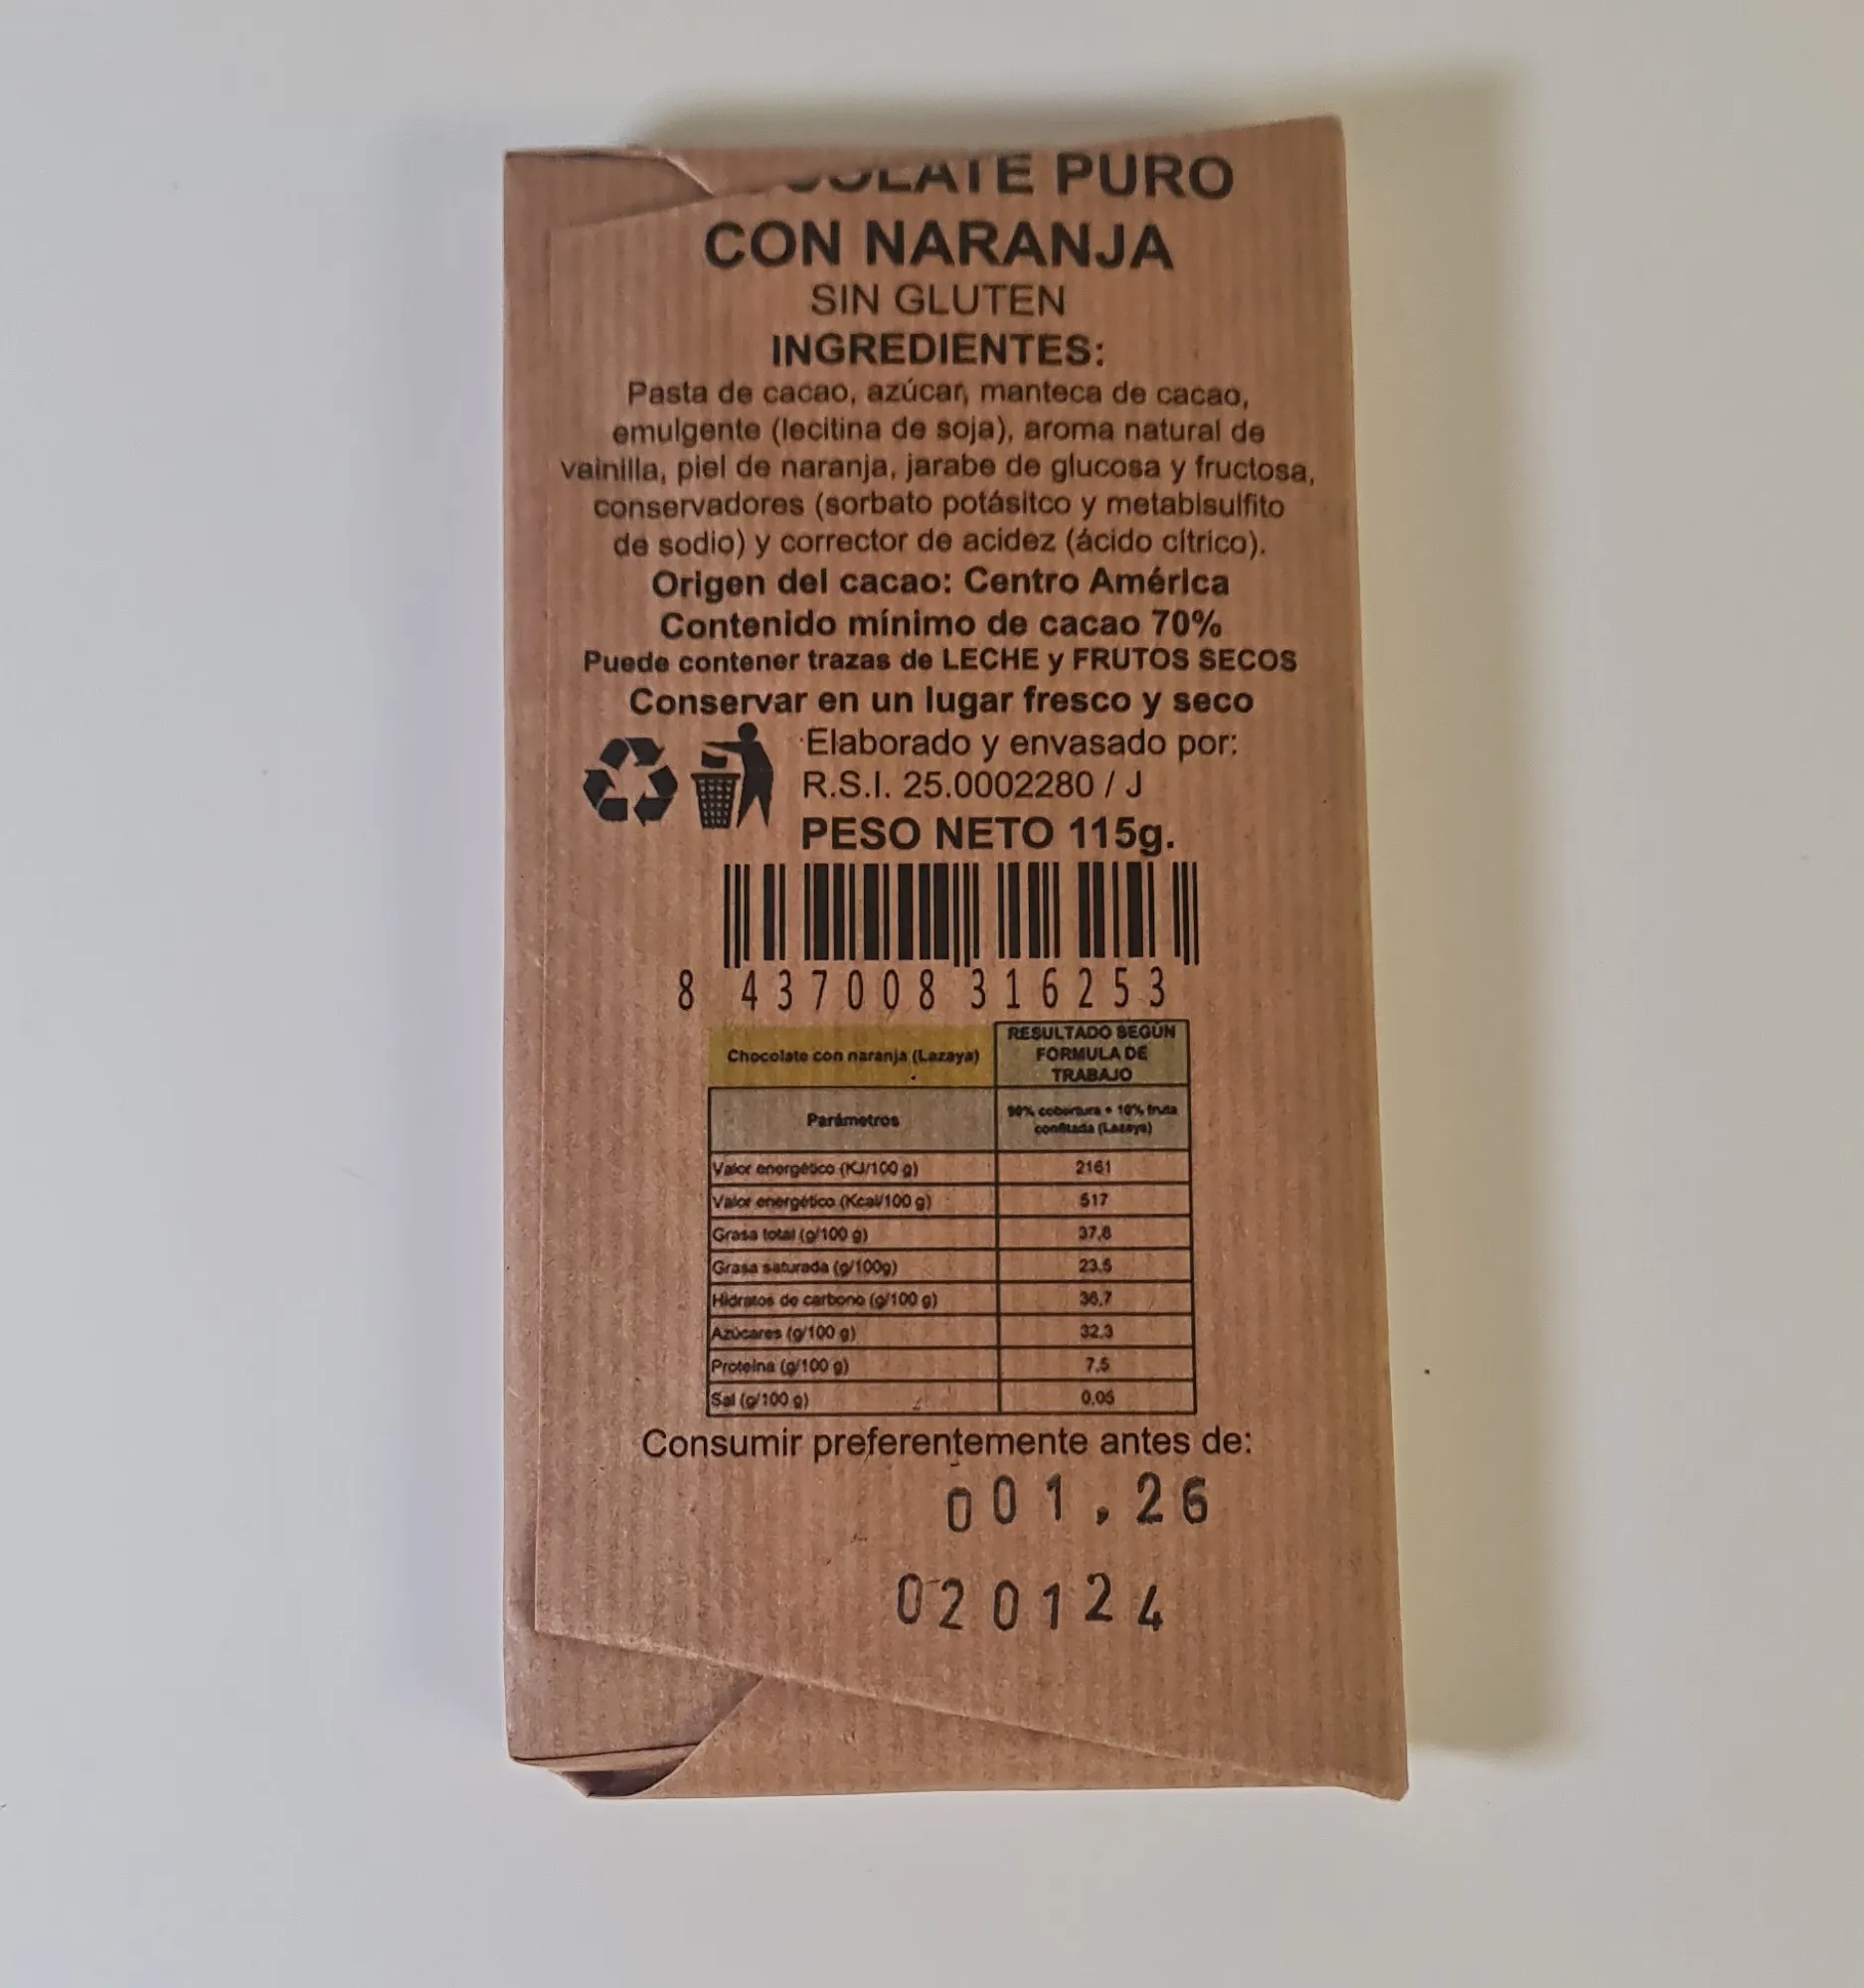 PURO
CON NARANJA
SIN GLUTEN
INGREDIENTES:
Pasta de cacao, azúcar, manteca de cacao,
emulgente (lecitina de soja), aroma natural de
vainilla, piel de naranja, jarabe de glucosa y fructosa,
conservadores (sorbato potásitco y metabisulfito
de sodio) y corrector de acidez (ácido cítrico).
Origen del cacao: Centro América
Contenido mínimo de cacao 70%
Puede contener trazas de LECHE y FRUTOS SECOS
Conservar en un lugar fresco y seco
Elaborado y envasado por:
R.S.I. 25.0002280 / J
PESO NETO 115g.
8 437008 316253
Chocolate con naranja (Lazaya) RESULTADO SEGÚN
FORMULA DE
TRABAJO
Parámetros 90% cobertura + 10% fruta
confitada (Lazaya)
Valor energético (KJ/100 g) 2161
Valor energético (Kcal/100 g) 517
Grasa total (g/100 g) 37,8
Grasa saturada (g/100g) 23.5
Hidratos de carbono (g/100 g) 36,7
Azúcares (g/100 g) 32.3
Proteína (g/100 g) 7.5
Sal (g/100 g) 0,05
Consumir preferentemente antes de:
001.26
020124